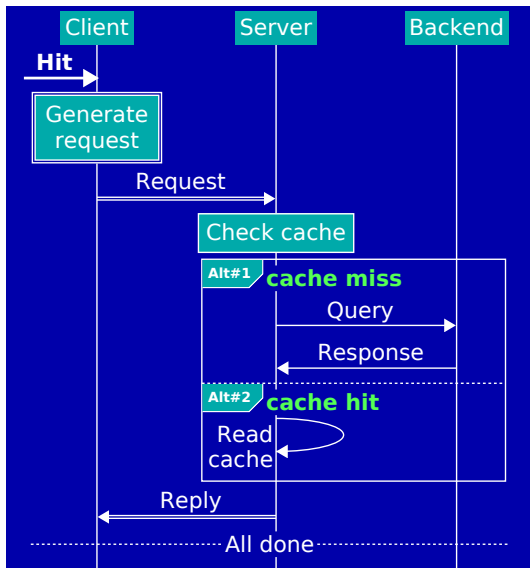 Client
Server
Backend
Hit
Generate
request
Request
Check cache
Alt#1
cache miss
Query
Response
Alt#2
cache hit
Read
cache
Reply
All done